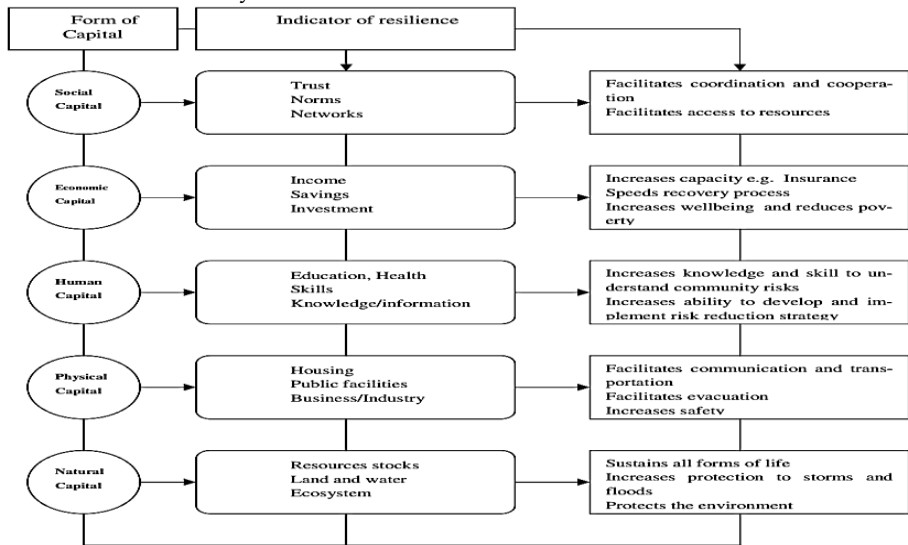 Form of
Capital
Indicator of resilience
Social
Capital
Trust
Norms
Networks
Facilitates coordination and coopera-
tion
Facilitates access to resources
Economic
Capital
Income
Savings
Investment
Increases capacity e.g. Insurance
Speeds recovery process
Increases wellbeing and reduces pov-
erty
Human
Capital
Education, Health
Skills
Knowledge/information
Increases knowledge and skill to un-
derstand community risks
Increases ability to develop and im-
plement risk reduction strategy
Physical
Capital
Housing
Public facilities
Business/Industry
Facilitates communication and trans-
portation
Facilitates evacuation
Increases safety
Natural
Capital
Resources stocks
Land and water
Ecosystem
Sustains all forms of life
Increases protection to storms and
floods
Protects the environment